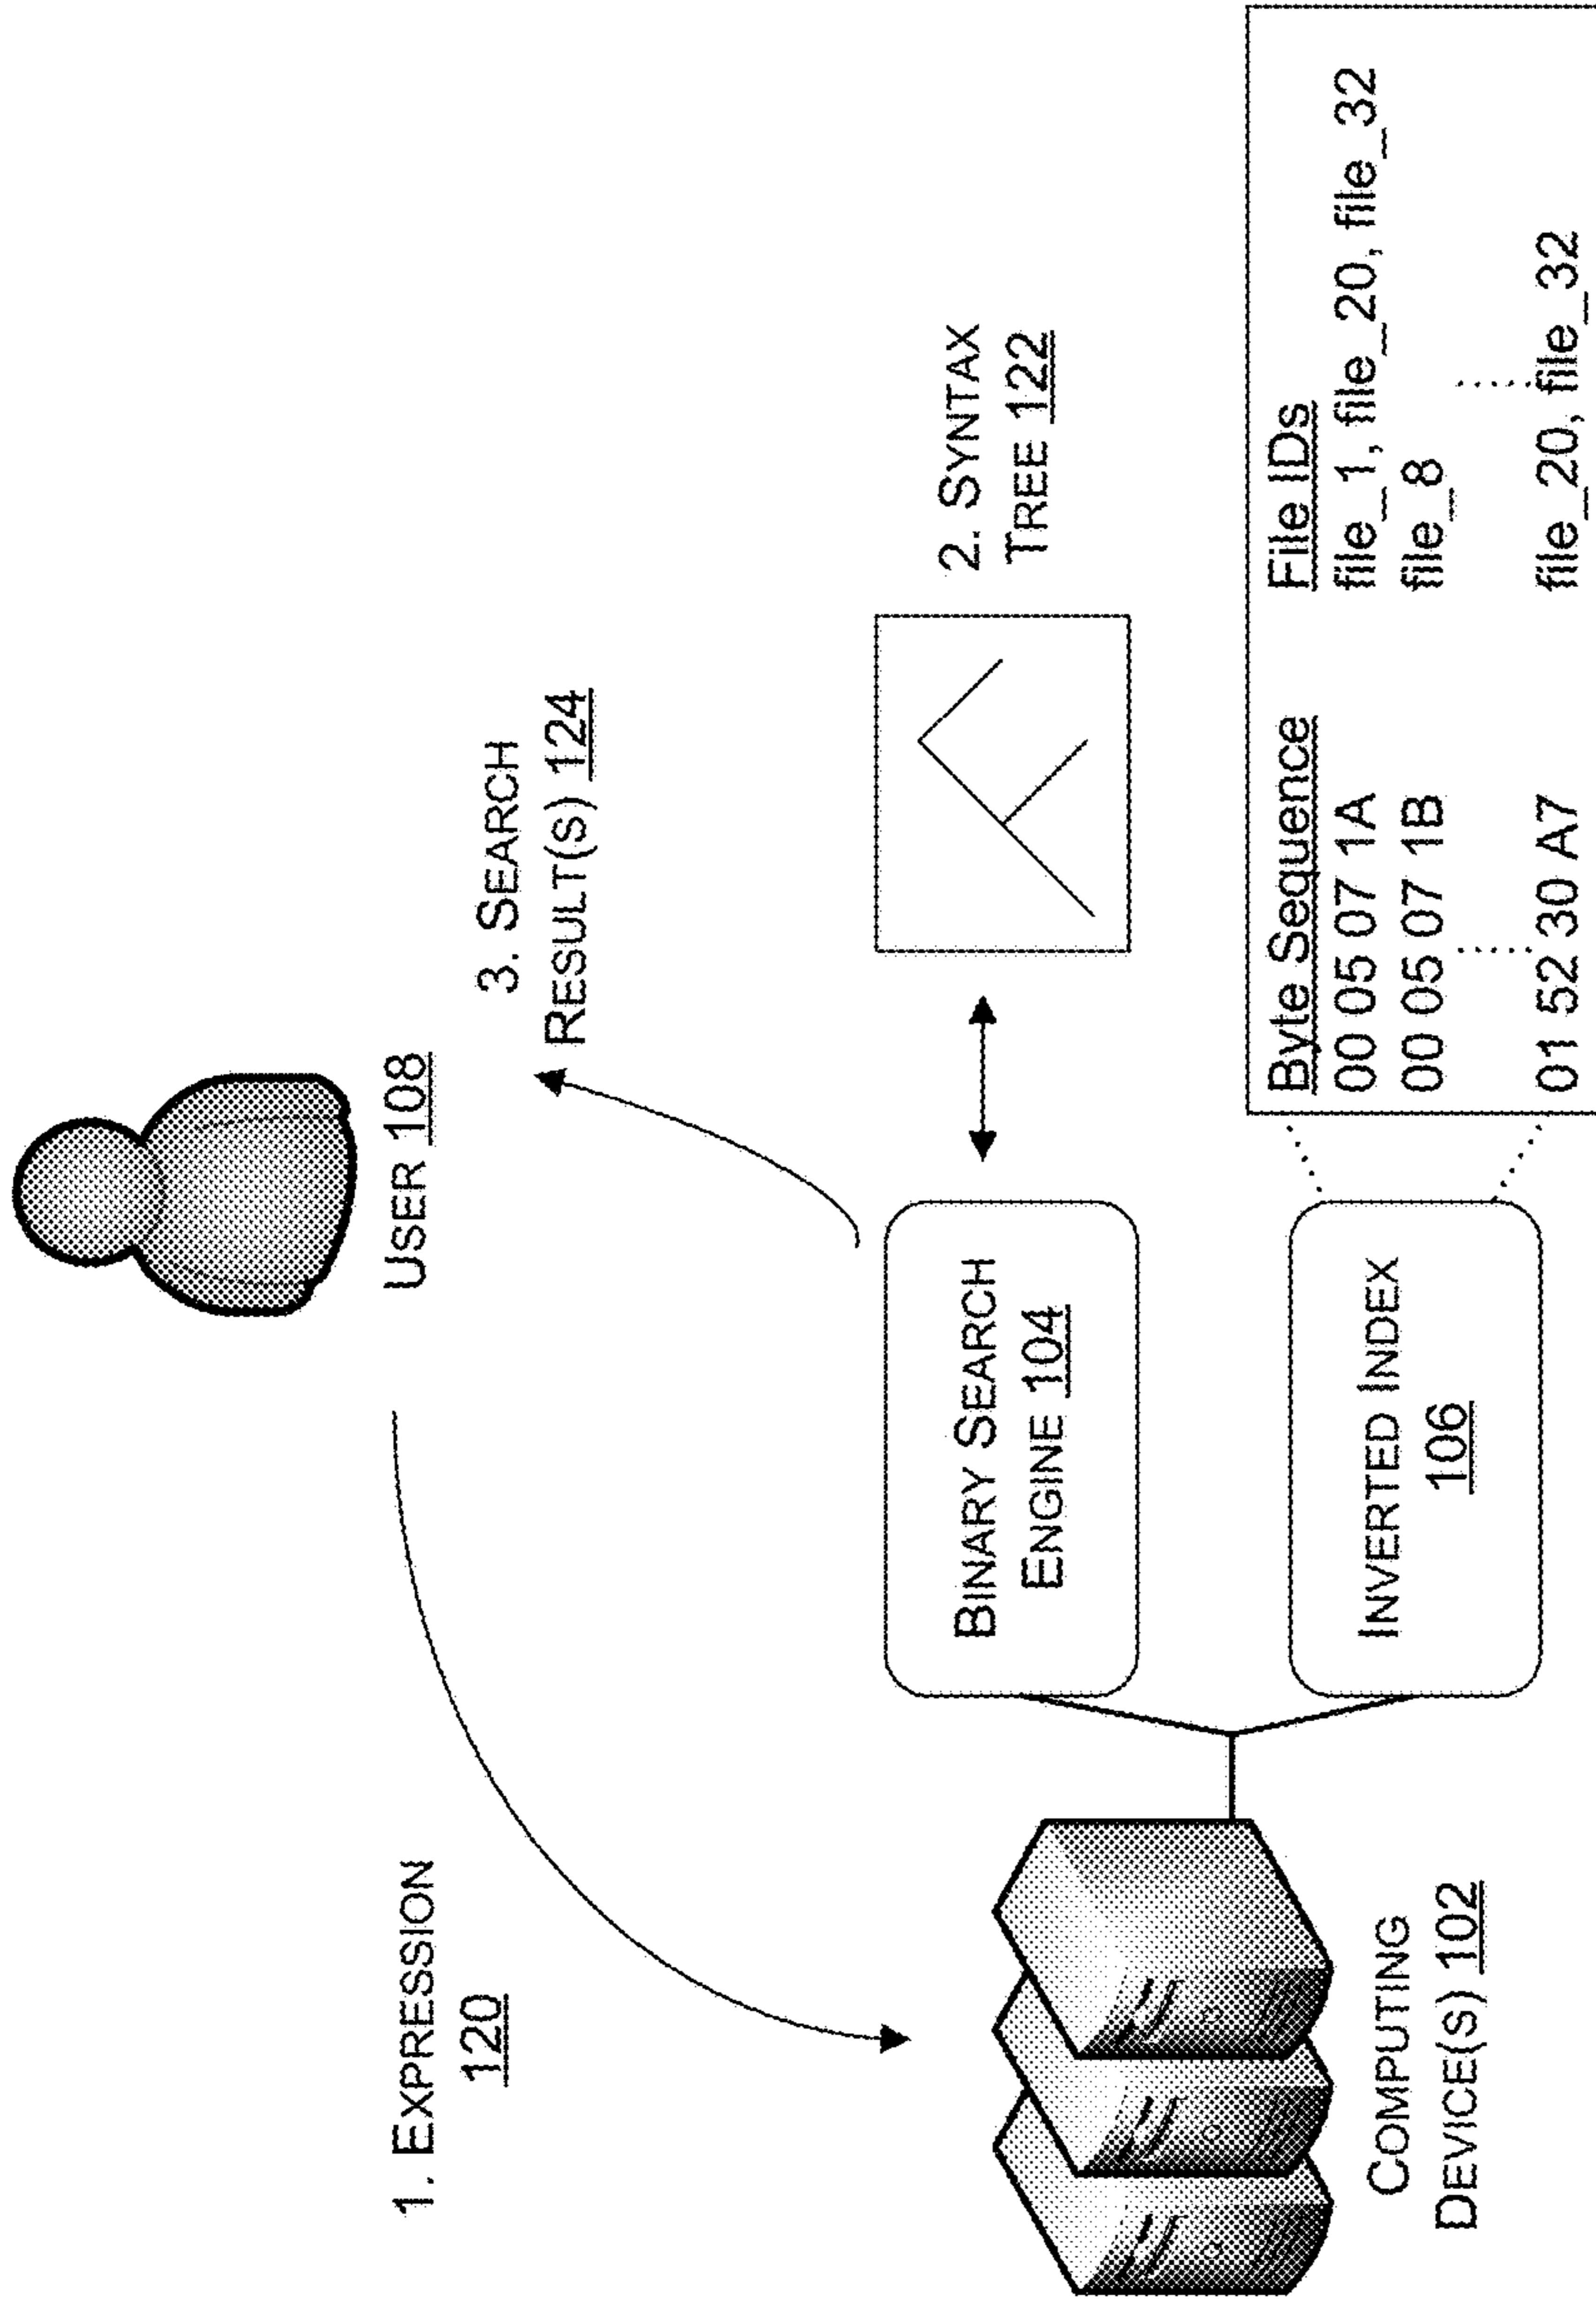 USER 108
1. EXPRESSION
120
3. SEARCH
RESULT(S) 124
BINARY SEARCH
ENGINE 104
2. SYNTAX
TREE 122
COMPUTING
DEVICE(S) 102
INVERTED INDEX
106
Byte Sequence File IDs
00 05 07 1A file_1, file_20, file_32
00 05 07 1B file_8
01 52 30 A7 file_20, file_32